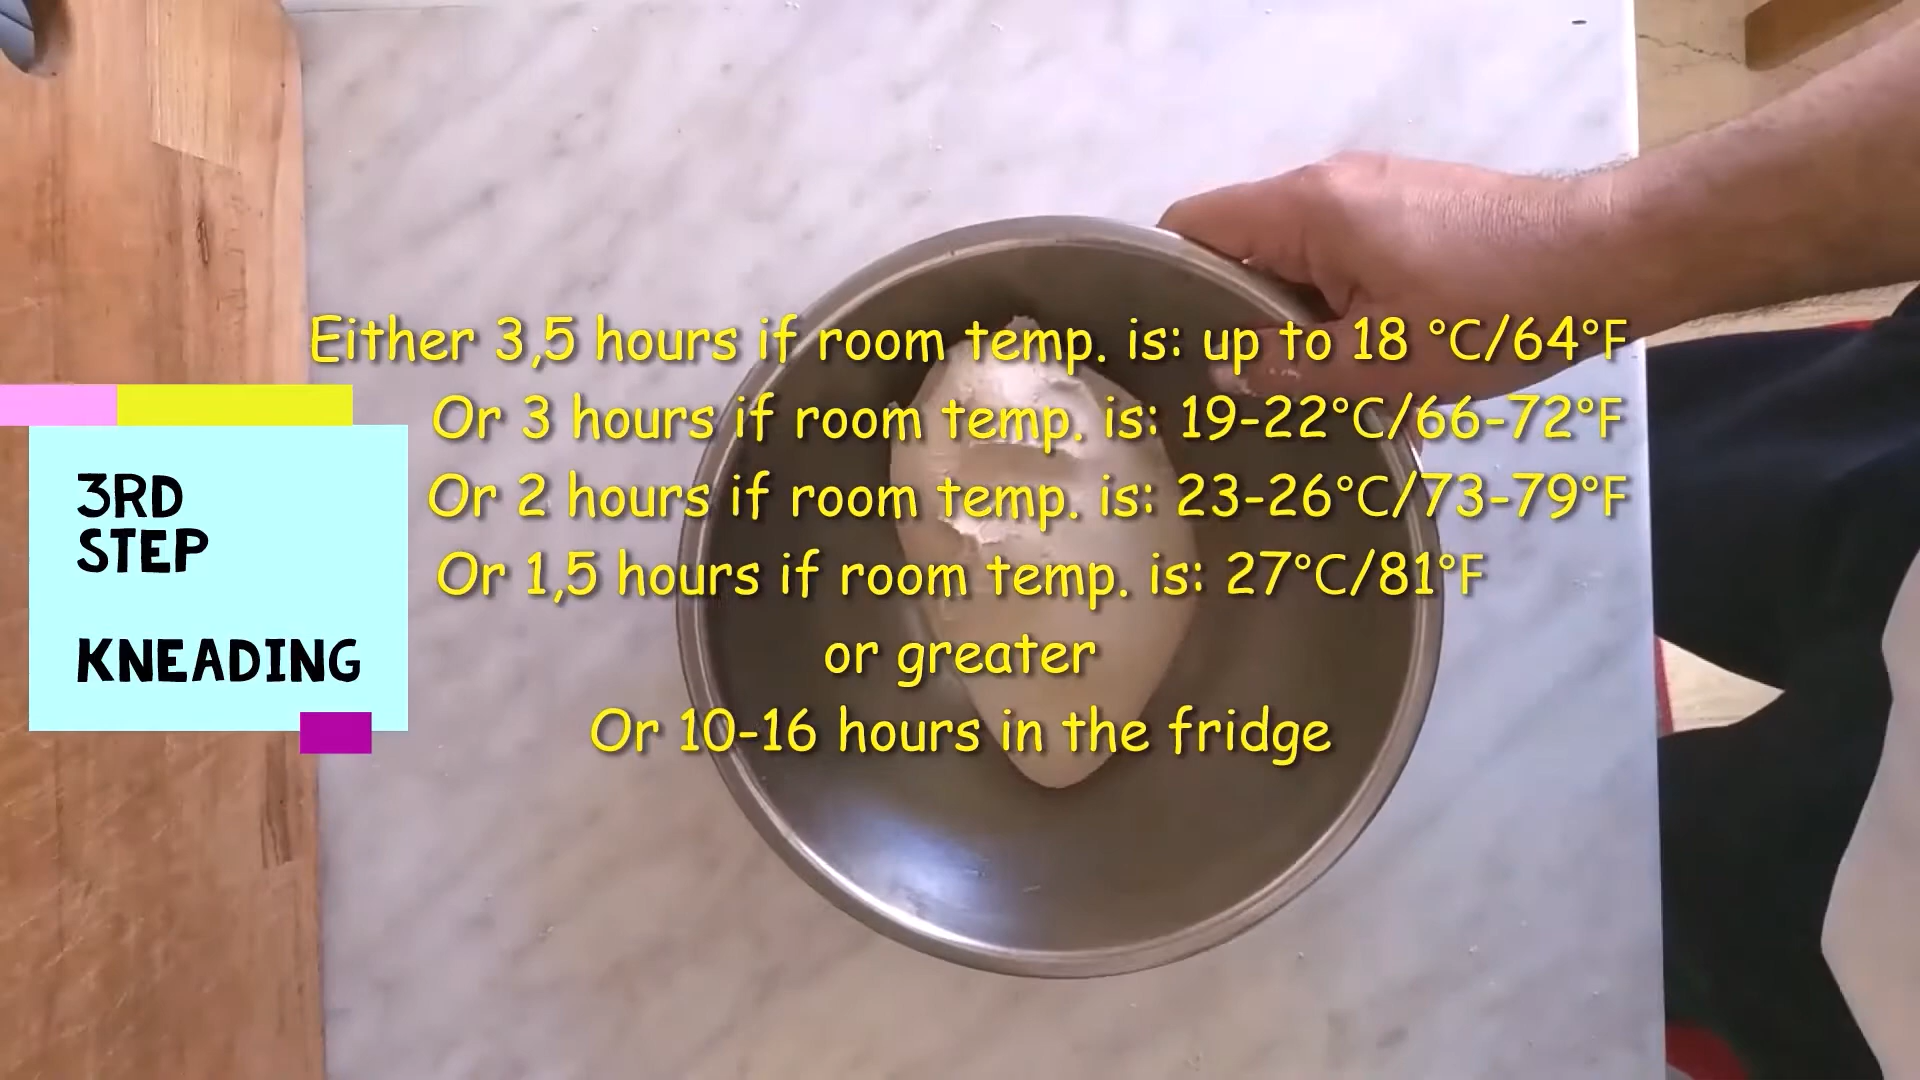 Either 3,5 hours if room temp. is: up to 18 °C/64°F
Or 3 hours if room temp. is: 19-22°C/66-72°F
Or 2 hours if room temp. is: 23-26°C/73-79°F
Or 1,5 hours if room temp. is: 27°C/81°F
or greater
Or 10-16 hours in the fridge
3RD
STEP
KNEADING